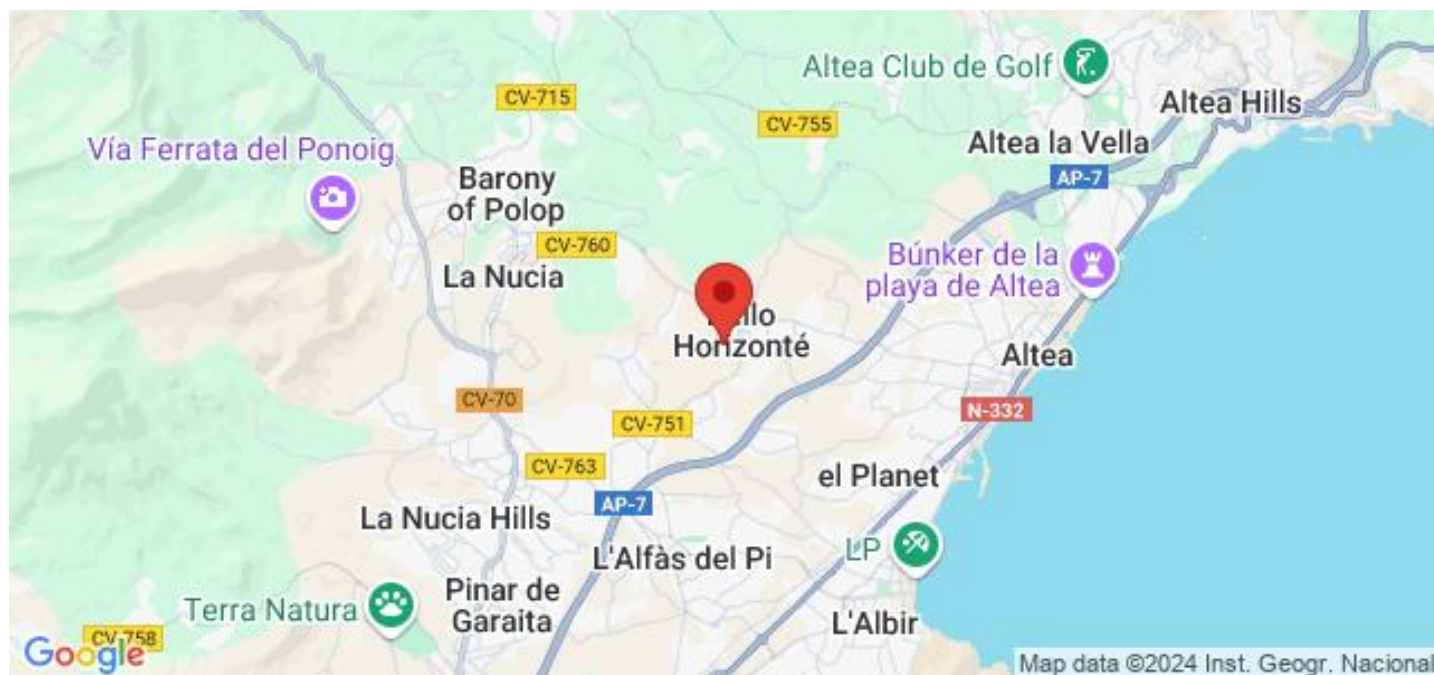 Altea Club de Golf
CV-715
Altea Hills
CV-755
Altea la Vella
Vía Ferrata del Ponoig
Barony
of Polop
AP-7
CV-760
Búnker de la
playa de Altea
La Nucia
Horizonté
Altea
CV-70
N-332
CV-751
CV-763
el Planet
AP-7
La Nucia Hills
LP
L'Alfàs del Pi
Pinar de
Garaita
Terra Natura
L'Albir
CV-758
Google
Map data ©2024 Inst. Geogr. Nacional